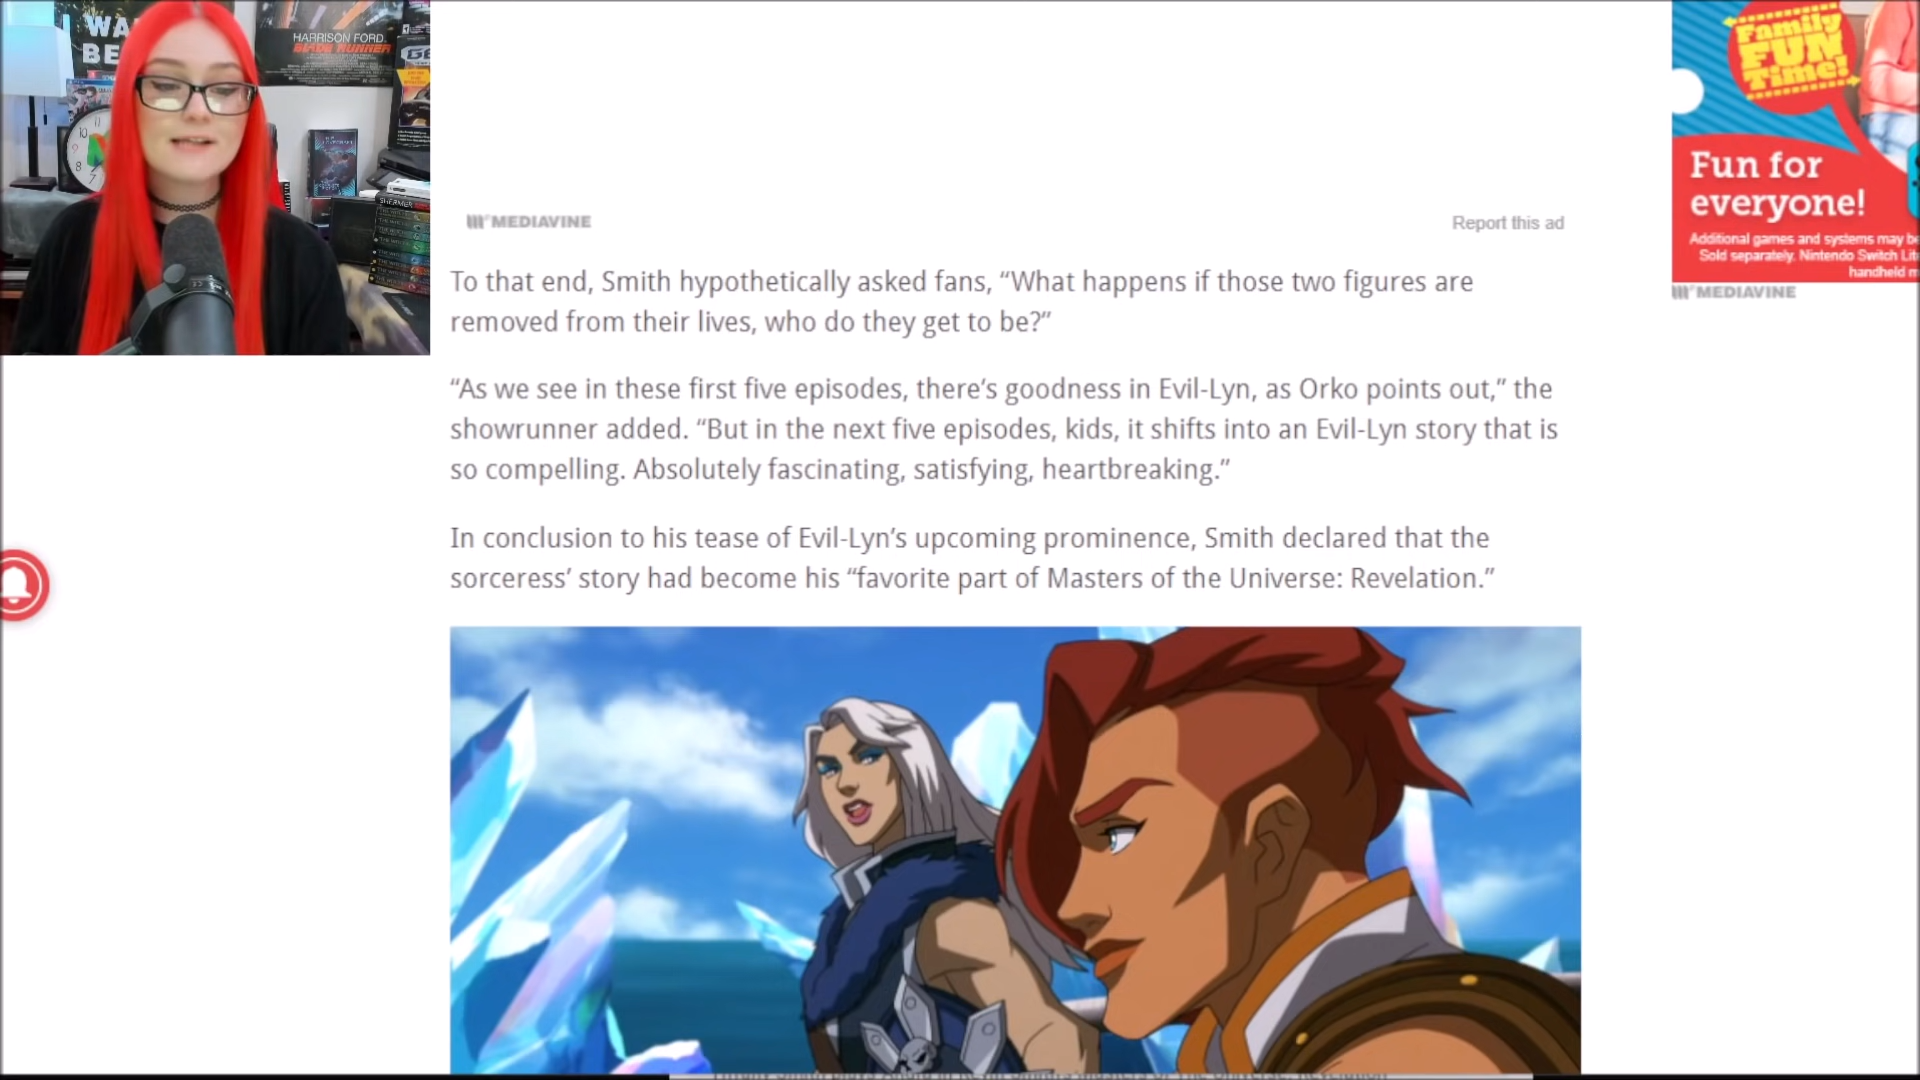 WA
BE
HARRISON FORD.
BLADE RUNNER
GE
SHERMER
Family
FUN
Time!
Fun for
everyone!
Additional games and systems may be
Sold separately. Nintendo Switch Lit
handheld m
MEDIAVINE
MEDIAVINE
Report this ad
To that end, Smith hypothetically asked fans, “What happens if those two figures are
removed from their lives, who do they get to be?”
“As we see in these first five episodes, there’s goodness in Evil-Lyn, as Orko points out,” the
showrunner added. “But in the next five episodes, kids, it shifts into an Evil-Lyn story that is
so compelling. Absolutely fascinating, satisfying, heartbreaking.”
In conclusion to his tease of Evil-Lyn’s upcoming prominence, Smith declared that the
sorceress’ story had become his “favorite part of Masters of the Universe: Revelation.”